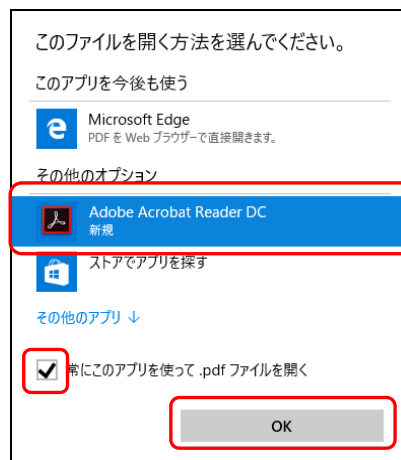 このファイルを開く方法を選んでください。
このアプリを今後も使う
Microsoft Edge
PDF を Web ブラウザーで直接開きます。
その他のオプション
Adobe Acrobat Reader DC
新規
ストアでアプリを探す
その他のアプリ ↓
常にこのアプリを使って .pdf ファイルを開く
OK